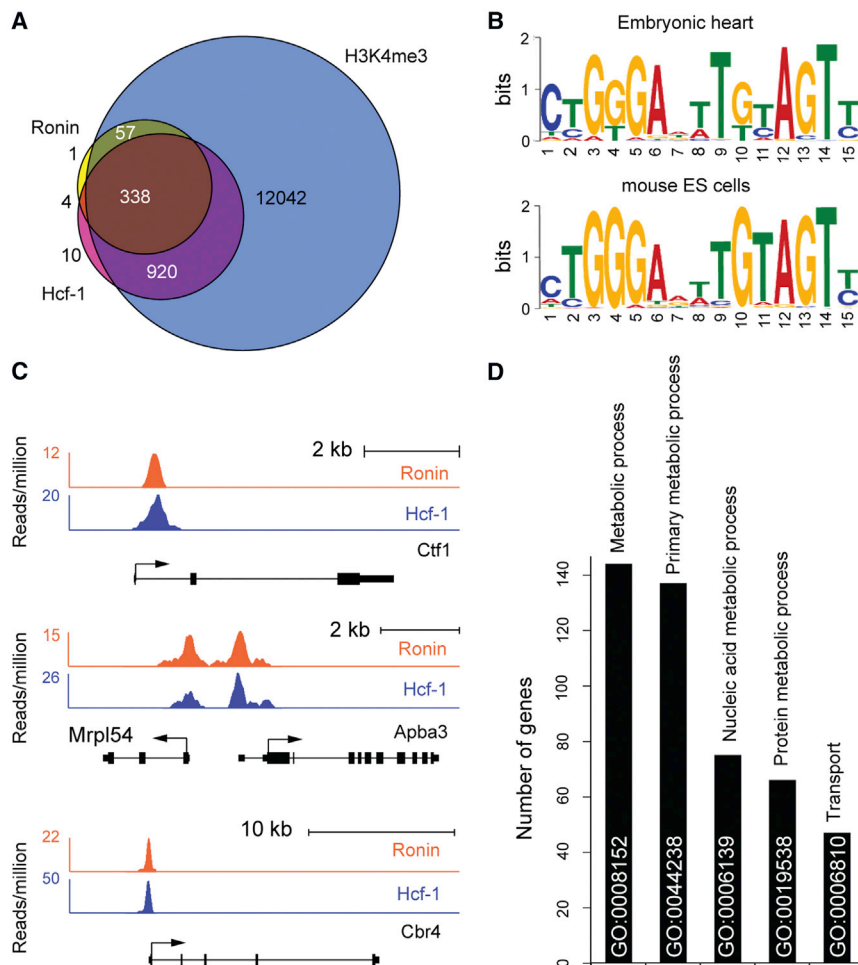 A
H3K4me3
Ronin
57
1
4
338
12042
10
920
Hcf-1
B
Embryonic heart
2
bits
1
0
CTGGGA TTGTAGTT
1 2 3 4 5 6 7 8 9 10 11 12 13 14 15
mouse ES cells
2
bits
1
0
CTGGGA TTGTAGTT
1 2 3 4 5 6 7 8 9 10 11 12 13 14 15
C
2 kb
12
Ronin
Reads/million
20
Hcf-1
Ctf1
2 kb
15
Ronin
Reads/million
26
Hcf-1
Mrpl54
Apba3
10 kb
22
Ronin
Reads/million
50
Hcf-1
Cbr4
D
Number of genes
140
120
100
80
60
40
20
0
Metabolic process
Primary metabolic process
Nucleic acid metabolic process
Protein metabolic process
Transport
GO:0008152
GO:0044238
GO:0006139
GO:0019538
GO:0006810